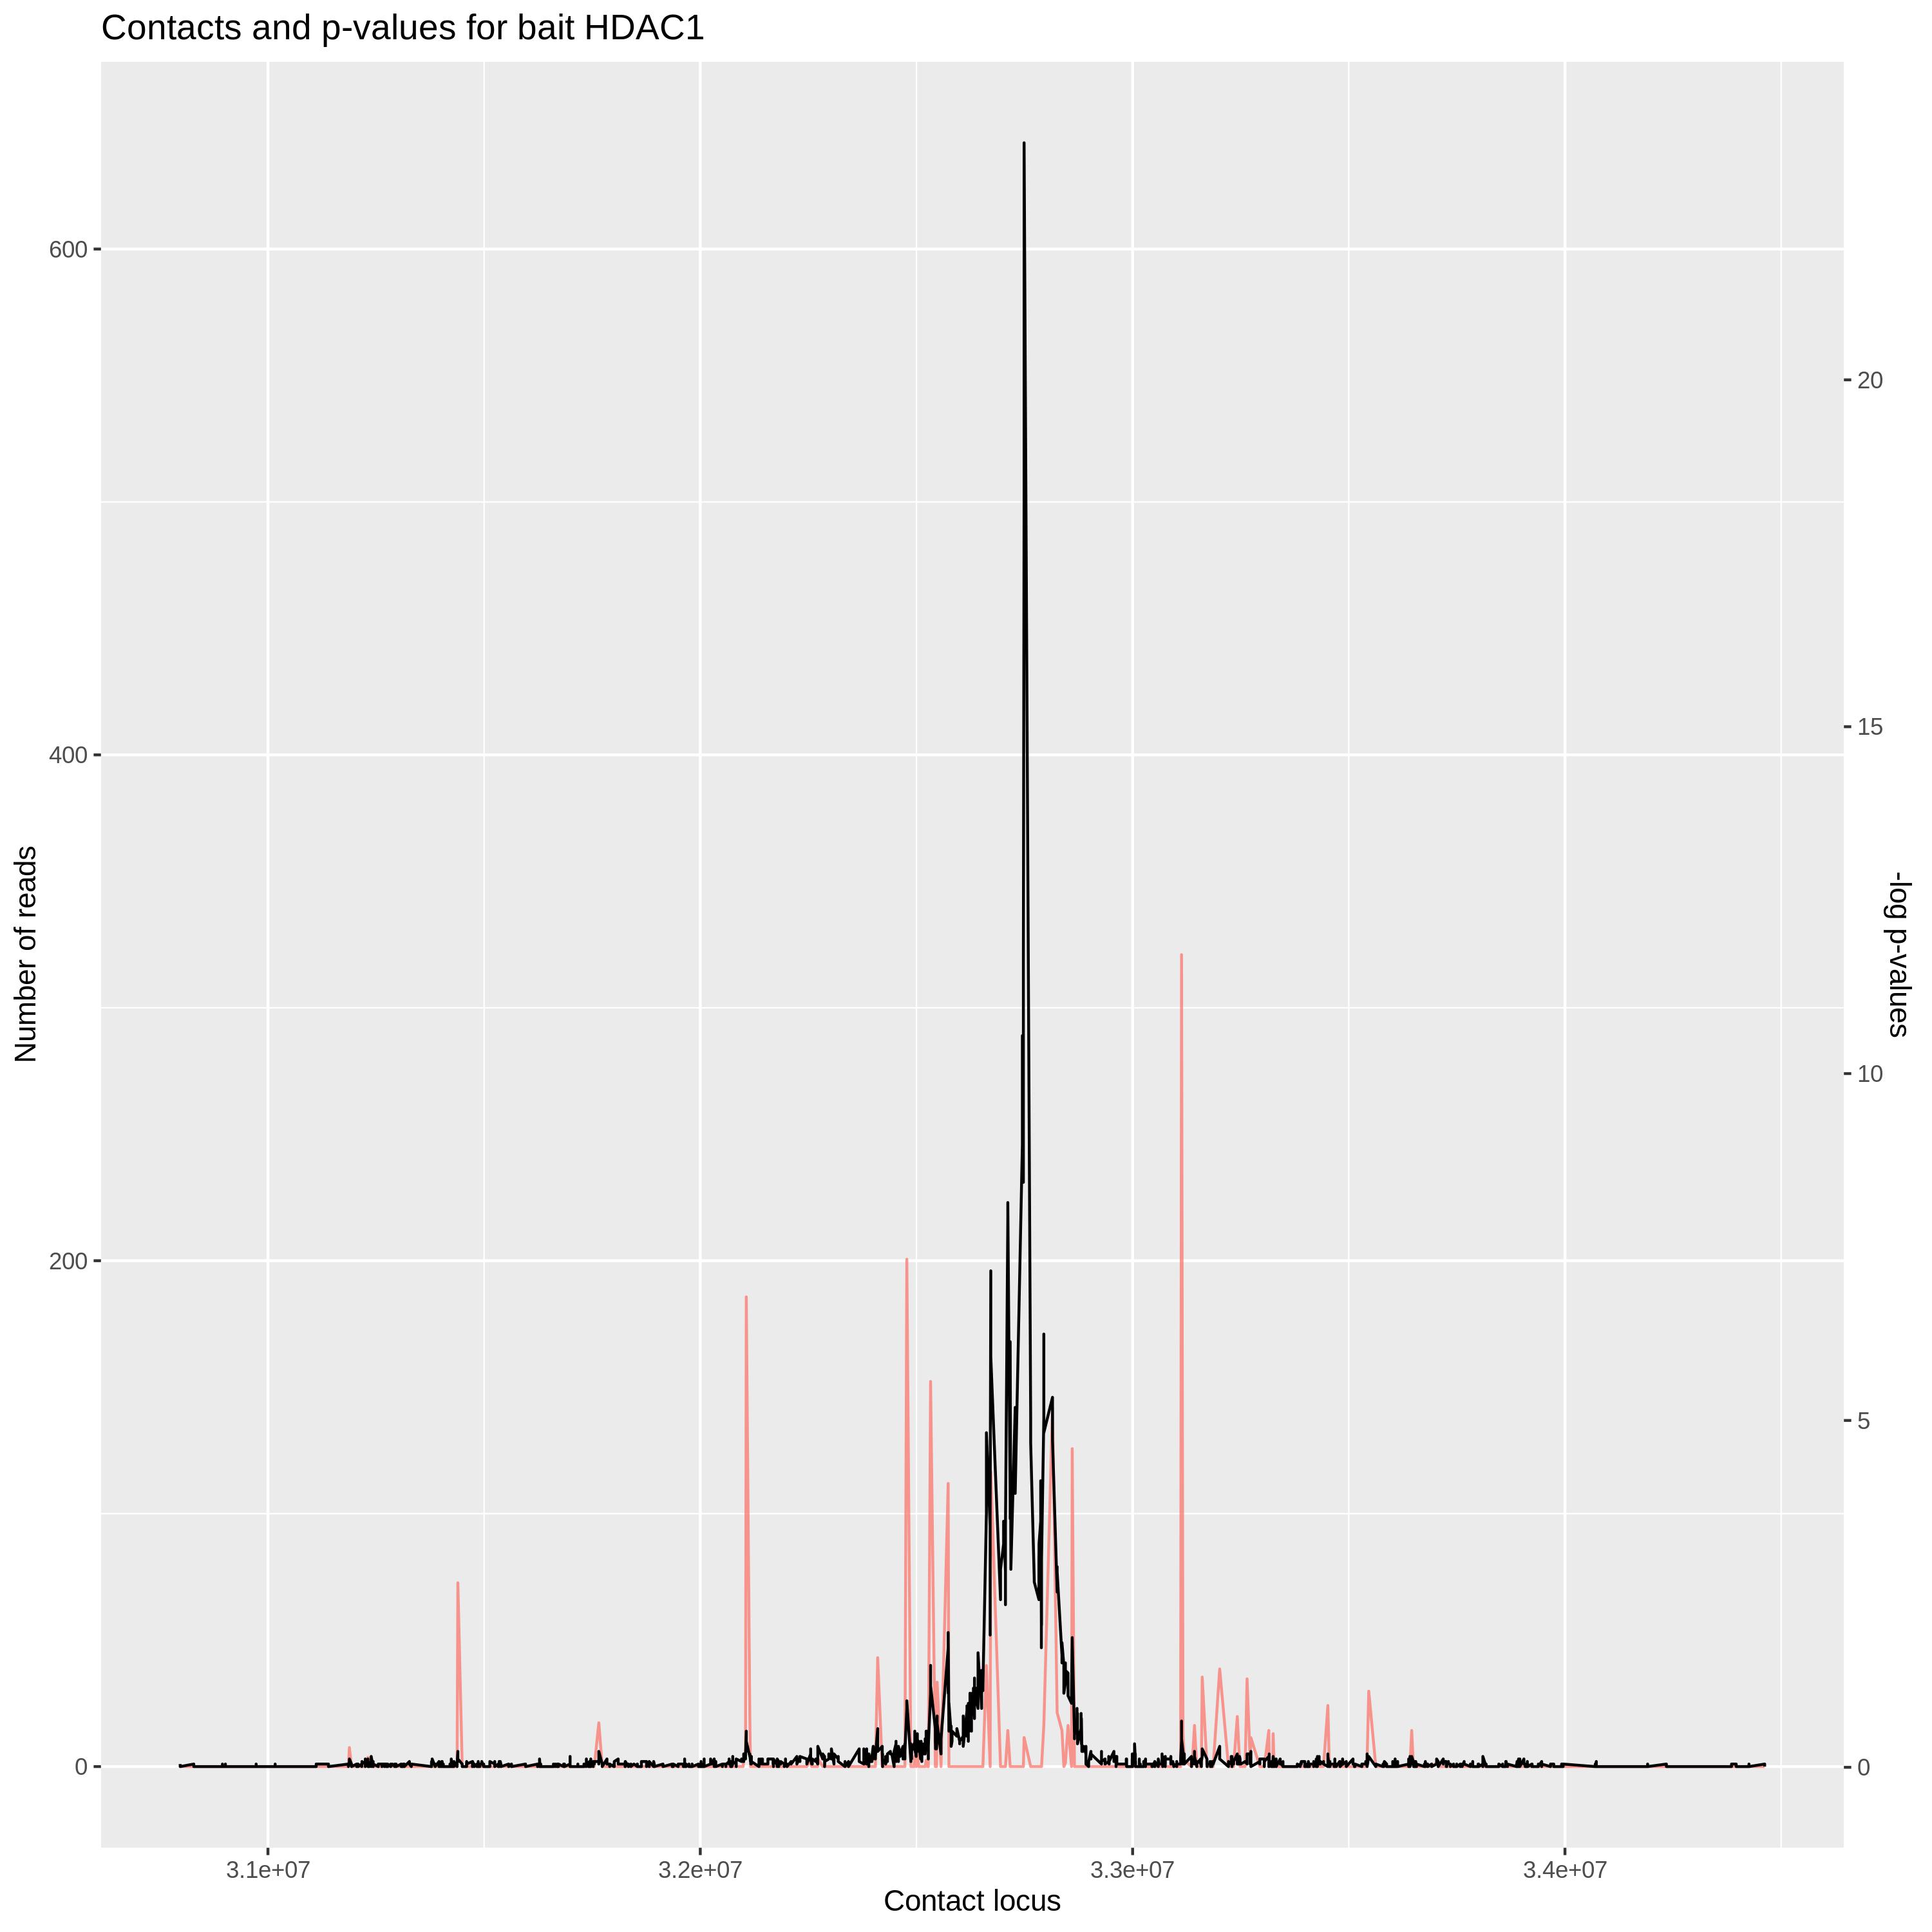 Contacts and p-values for bait HDAC1
600
400
200
0
Number of reads
20
15
10
5
0
-log p-values
3.1e+07
3.2e+07
3.3e+07
3.4e+07
Contact locus